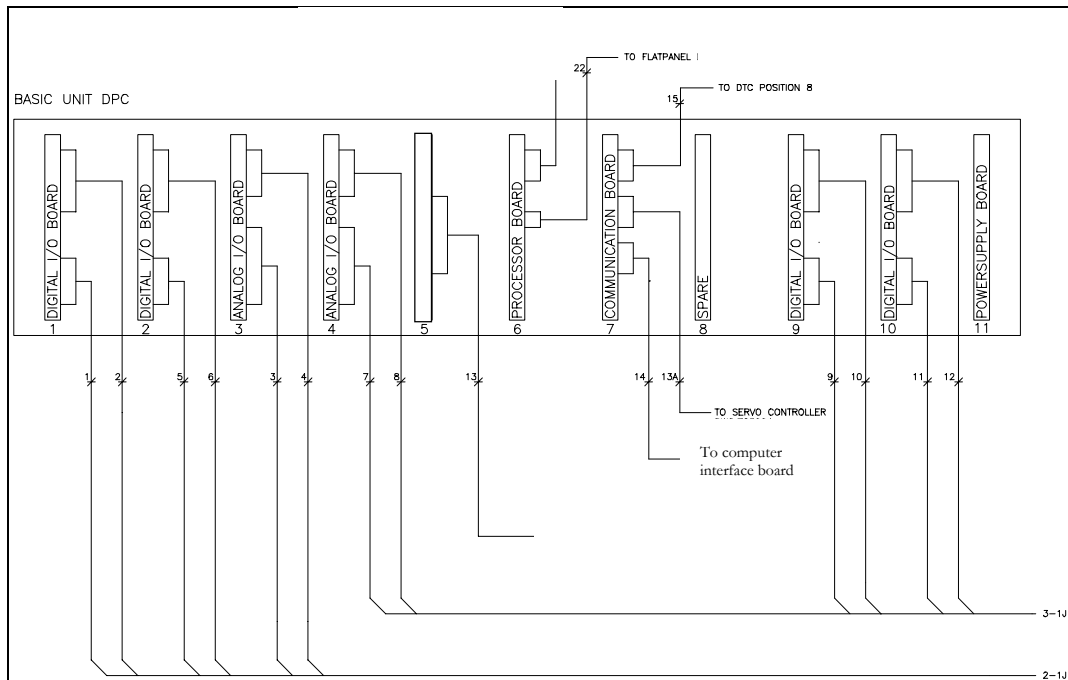 TO FLATPANEL
22
TO DTC POSITION 8
15
BASIC UNIT DPC
DIGITAL I/O BOARD
DIGITAL I/O BOARD
ANALOG I/O BOARD
ANALOG I/O BOARD
PROCESSOR BOARD
COMMUNICATION BOARD
SPARE
DIGITAL I/O BOARD
DIGITAL I/O BOARD
POWERSUPPLY BOARD
1 2 3 4 5 6 7 8 9 10 11
1 2 5 6 3 4 7 8 13 14 13A 9 10 11 12
TO SERVO CONTROLLER
To computer
interface board
3-1J
2-1J